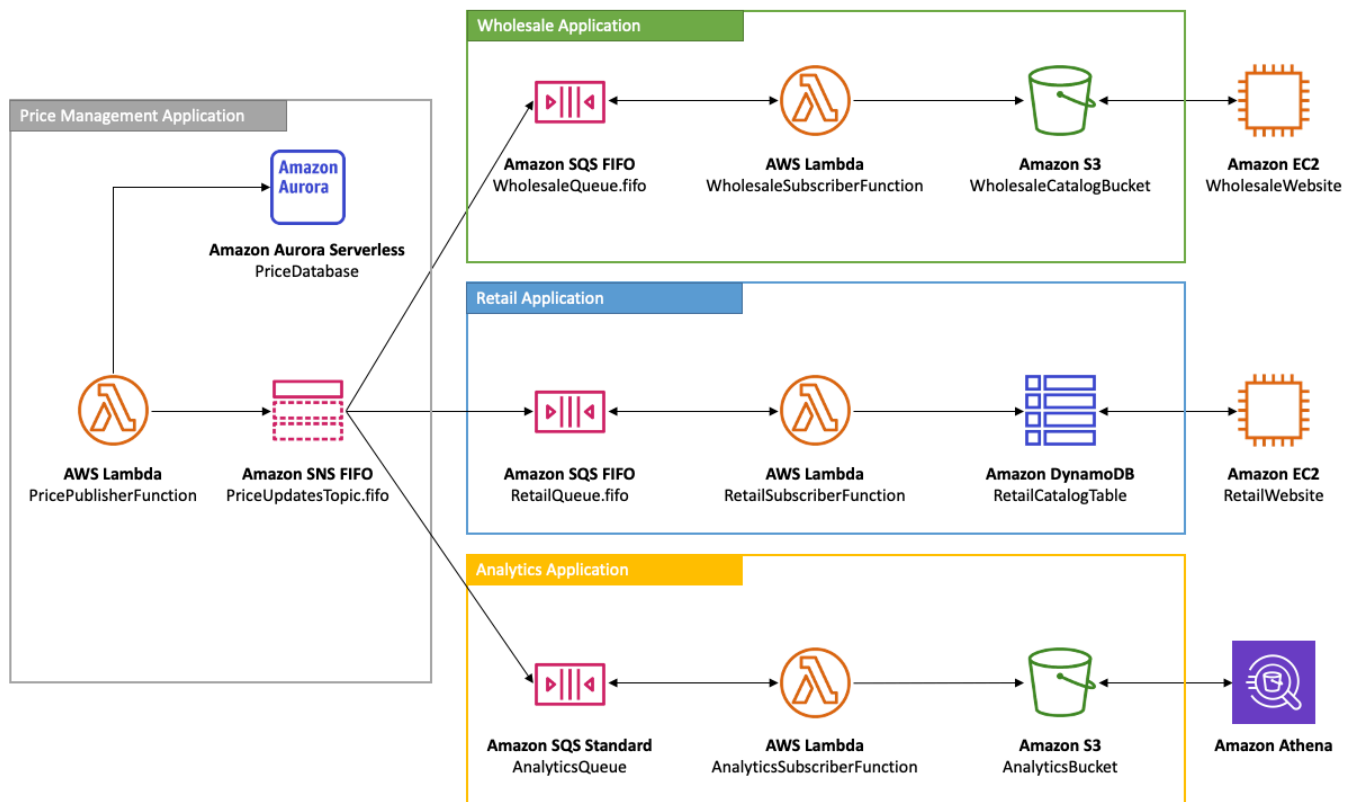 Wholesale Application
Amazon SQS FIFO
WholesaleQueue.fifo
AWS Lambda
WholesaleSubscriberFunction
Amazon S3
WholesaleCatalogBucket
Amazon EC2
WholesaleWebsite
Price Management Application
Amazon
Aurora
Amazon Aurora Serverless
PriceDatabase
AWS Lambda
PricePublisherFunction
Amazon SNS FIFO
PriceUpdatesTopic.fifo
Retail Application
Amazon SQS FIFO
RetailQueue.fifo
AWS Lambda
RetailSubscriberFunction
Amazon DynamoDB
RetailCatalogTable
Amazon EC2
RetailWebsite
Analytics Application
Amazon SQS Standard
AnalyticsQueue
AWS Lambda
AnalyticsSubscriberFunction
Amazon S3
AnalyticsBucket
Amazon Athena